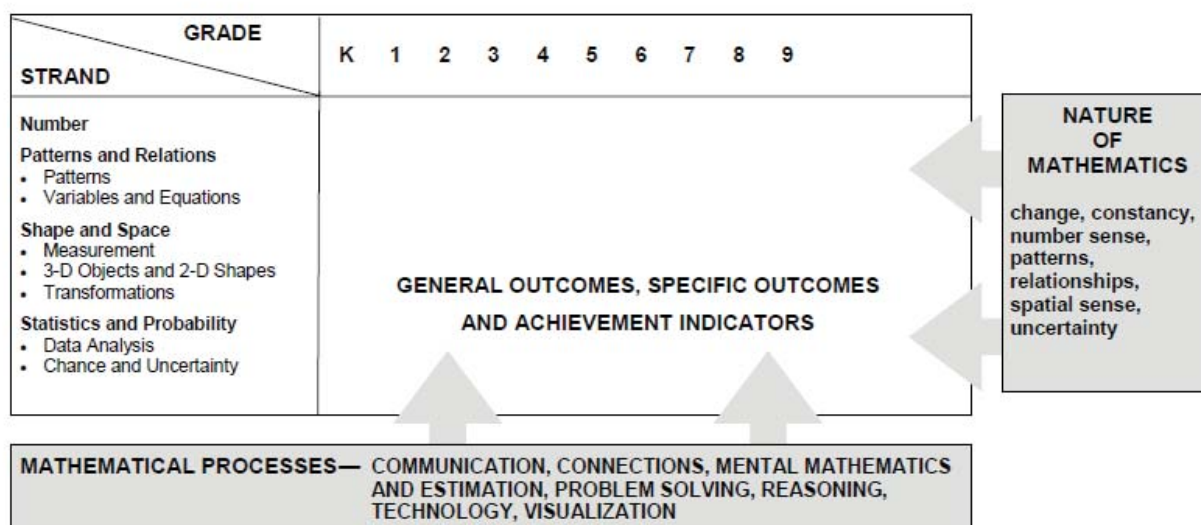 GRADE
STRAND
K 1 2 3 4 5 6 7 8 9
Number
Patterns and Relations
• Patterns
• Variables and Equations
Shape and Space
• Measurement
• 3-D Objects and 2-D Shapes
• Transformations
Statistics and Probability
• Data Analysis
• Chance and Uncertainty
GENERAL OUTCOMES, SPECIFIC OUTCOMES
AND ACHIEVEMENT INDICATORS
NATURE
OF
MATHEMATICS
change, constancy,
number sense,
patterns,
relationships,
spatial sense,
uncertainty
MATHEMATICAL PROCESSES— COMMUNICATION, CONNECTIONS, MENTAL MATHEMATICS
AND ESTIMATION, PROBLEM SOLVING, REASONING,
TECHNOLOGY, VISUALIZATION